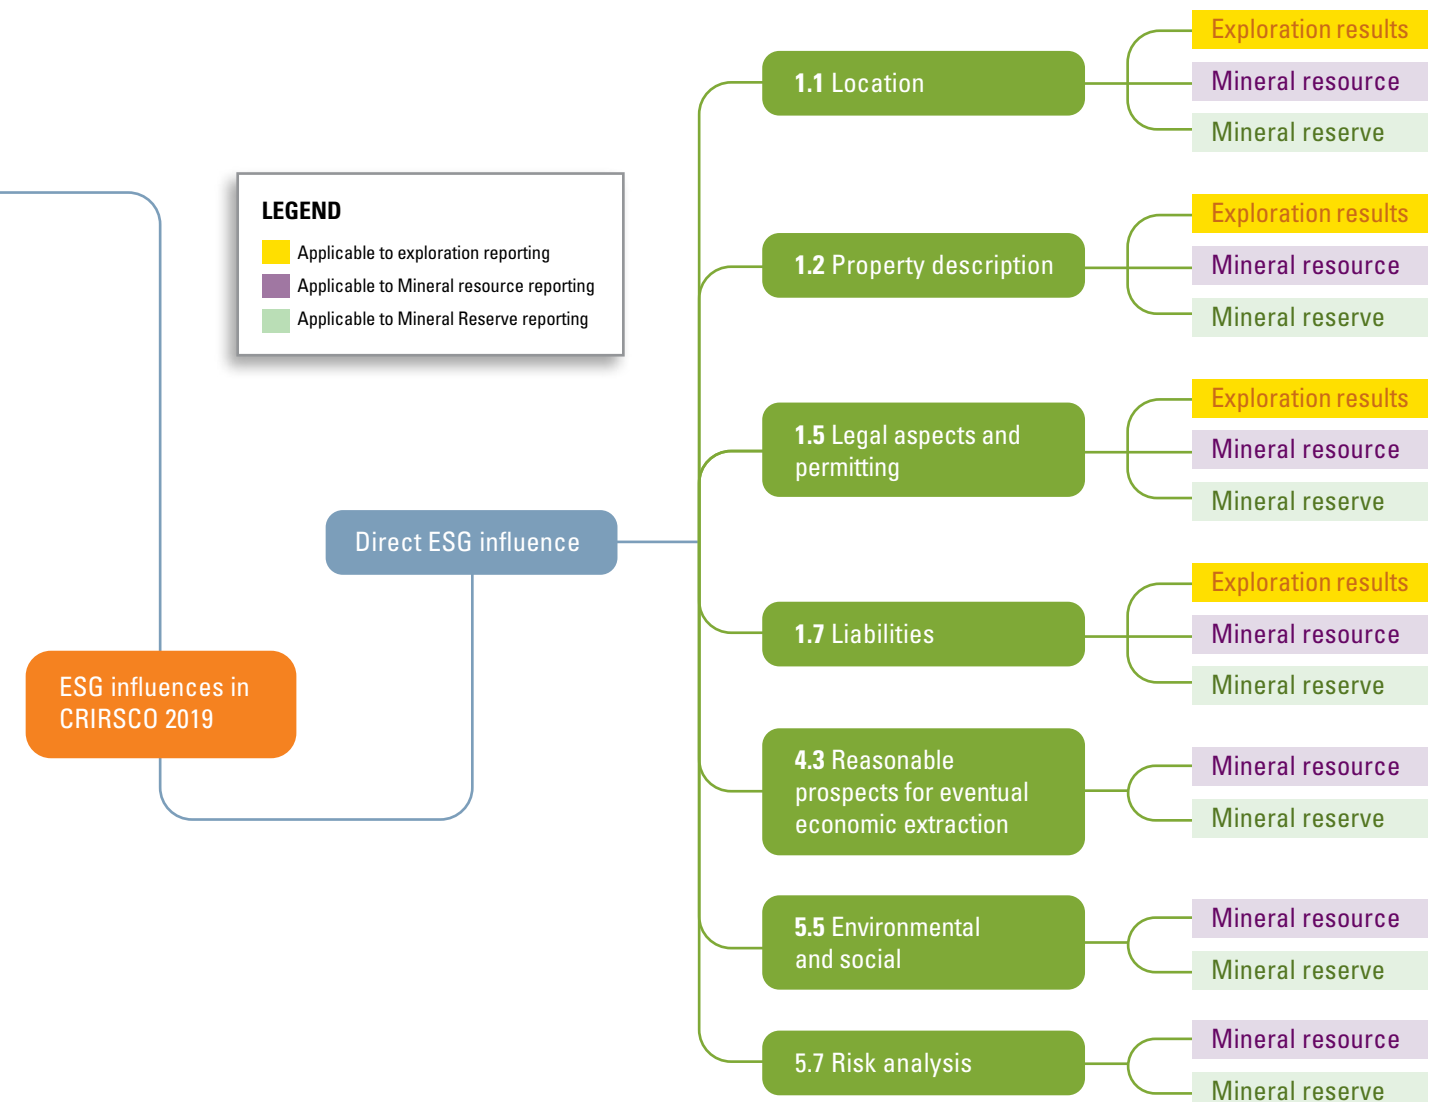 LEGEND
Applicable to exploration reporting
Applicable to Mineral resource reporting
Applicable to Mineral Reserve reporting
ESG influences in
CRIRSCO 2019
Direct ESG influence
1.1 Location
Exploration results
Mineral resource
Mineral reserve
1.2 Property description
Exploration results
Mineral resource
Mineral reserve
1.5 Legal aspects and
permitting
Exploration results
Mineral resource
Mineral reserve
1.7 Liabilities
Exploration results
Mineral resource
Mineral reserve
4.3 Reasonable
prospects for eventual
economic extraction
Mineral resource
Mineral reserve
5.5 Environmental
and social
Mineral resource
Mineral reserve
5.7 Risk analysis
Mineral resource
Mineral reserve